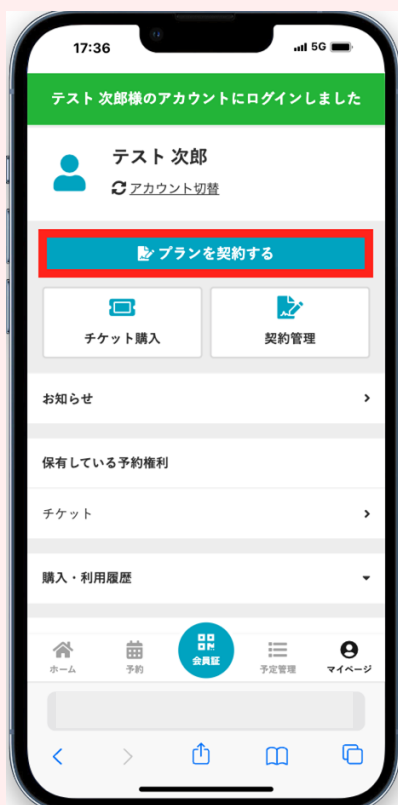 17:36
5G
テスト 次郎様のアカウントにログインしました
テスト 次郎
アカウント切替
プランを契約する
チケット購入
契約管理
お知らせ
保有している予約権利
チケット
購入・利用履歴
ホーム
予約
会員証
予定管理
マイページ